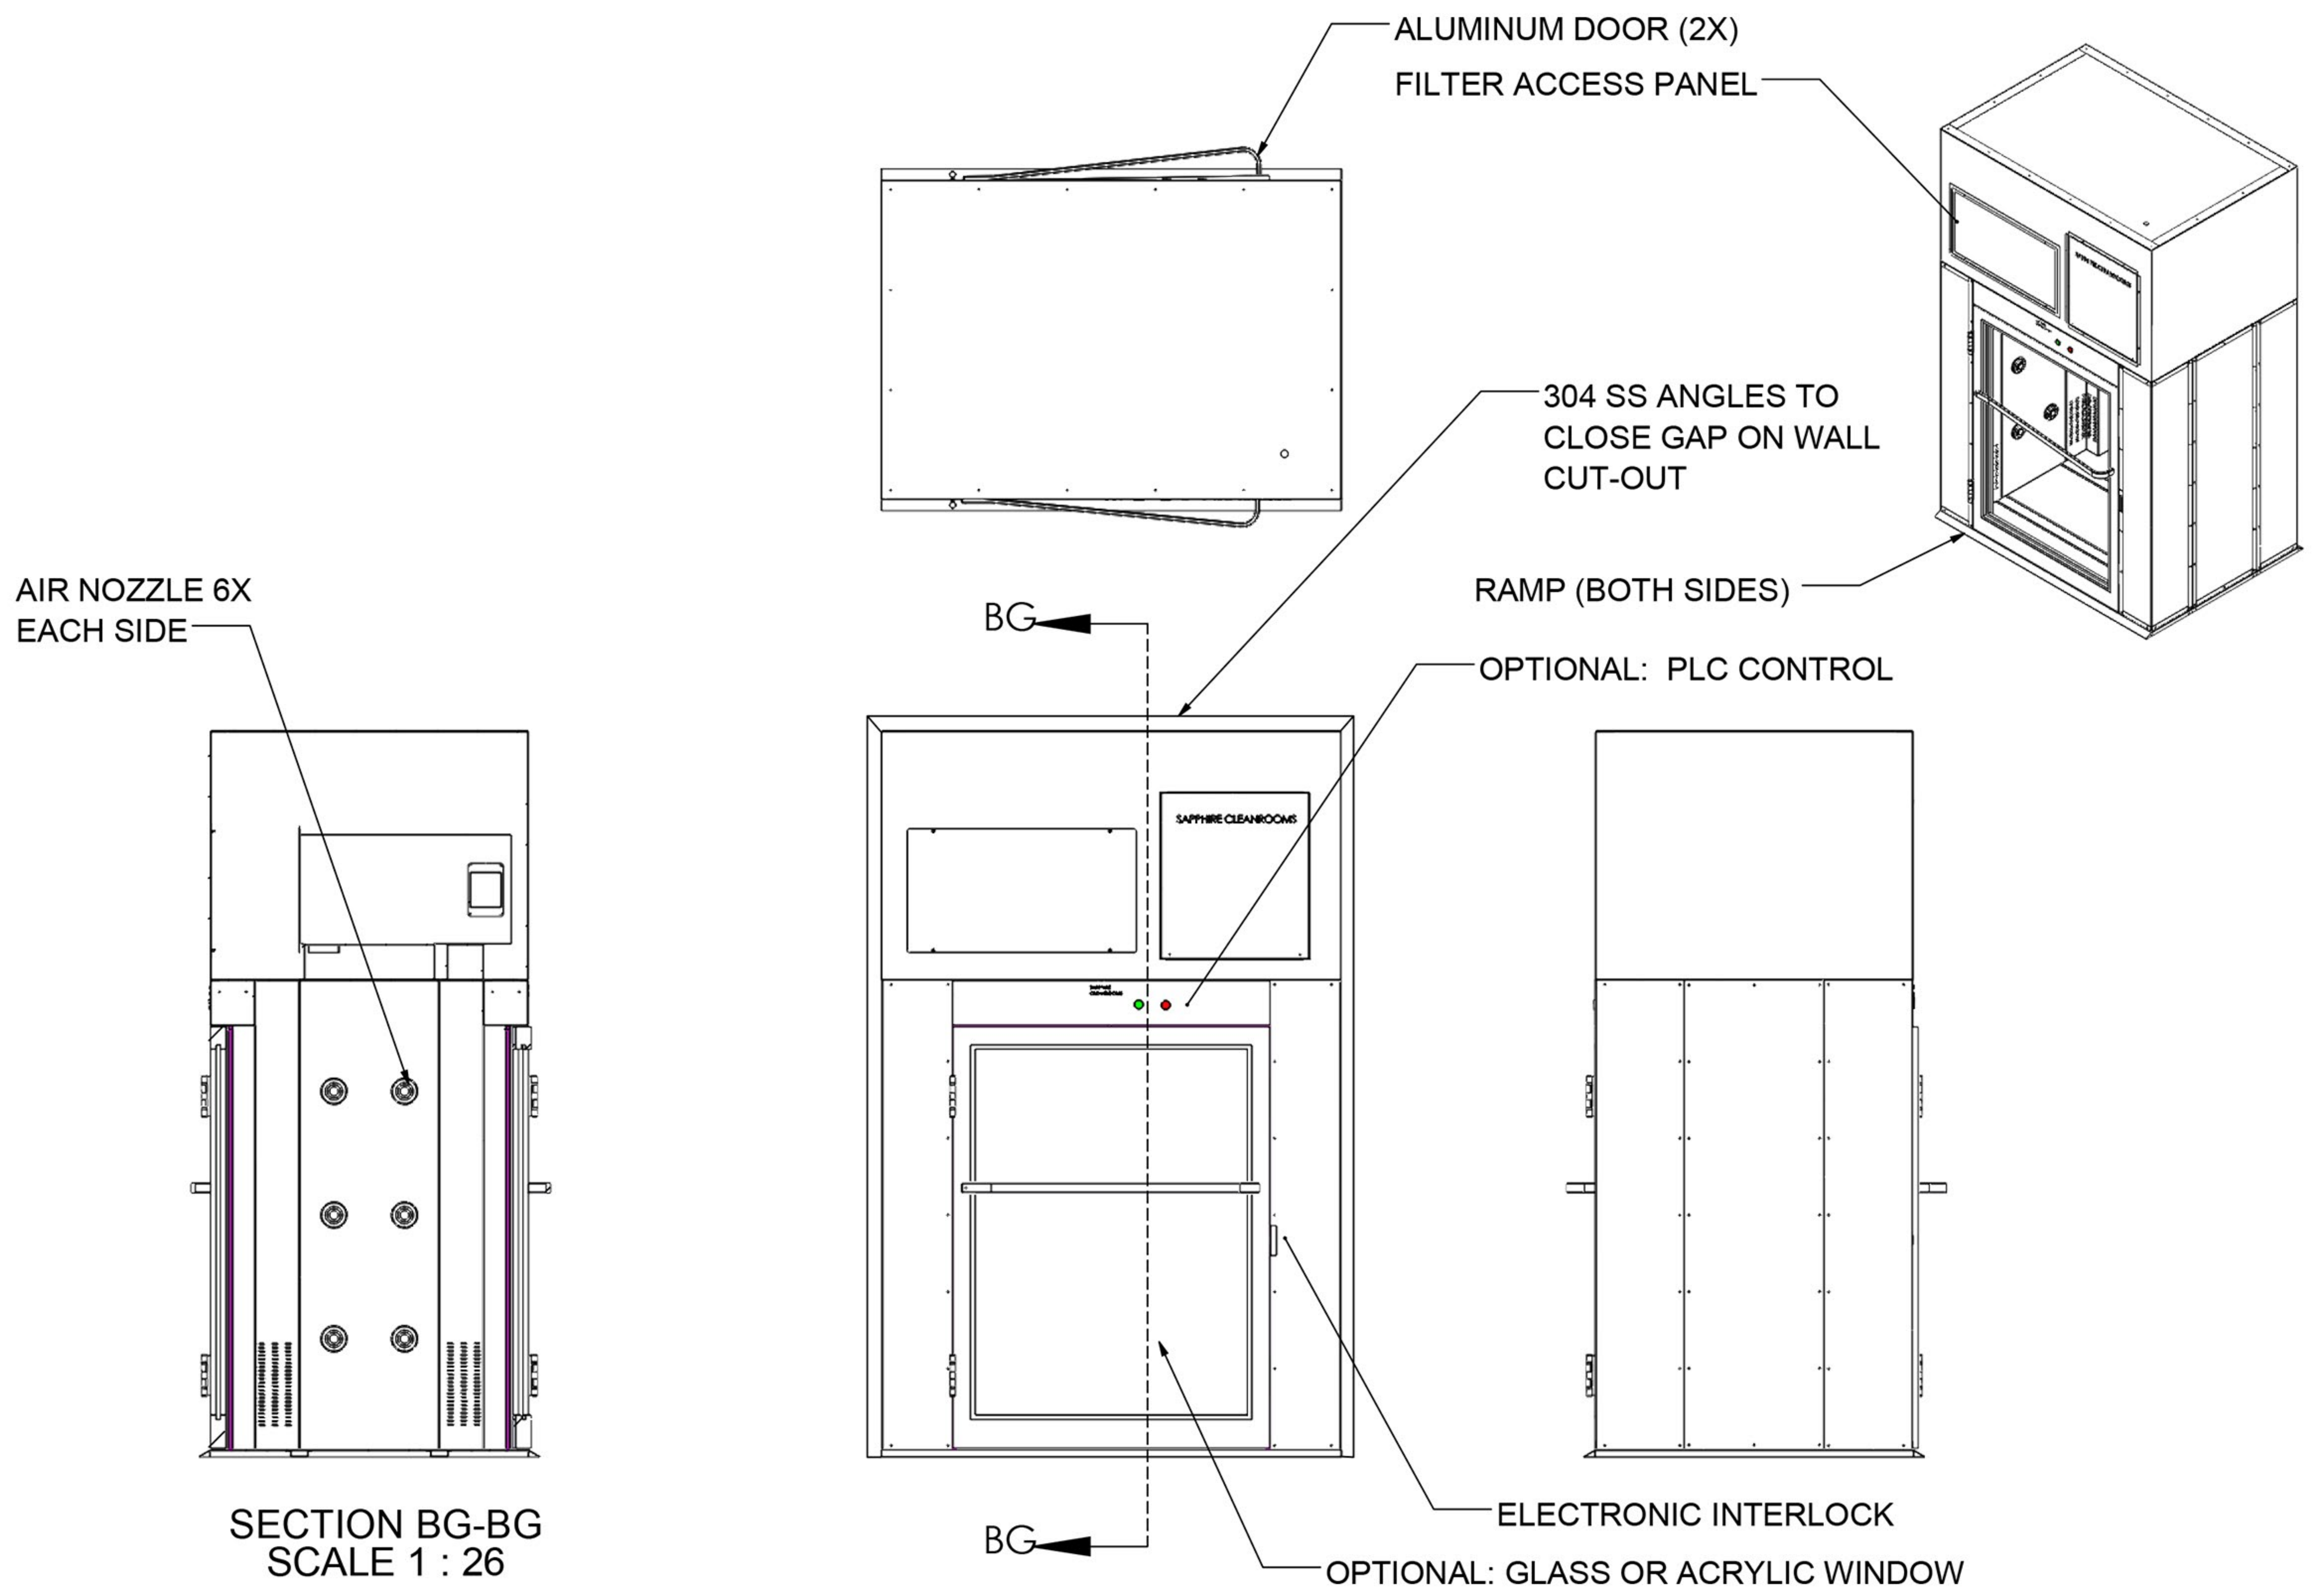 ALUMINUM DOOR (2X)
FILTER ACCESS PANEL
304 SS ANGLES TO
CLOSE GAP ON WALL
CUT-OUT
AIR NOZZLE 6X
EACH SIDE
RAMP (BOTH SIDES)
BG
OPTIONAL: PLC CONTROL
SAPPHIRE CLEANROOMS
SAPPHIRE
CLEANROOMS
ELECTRONIC INTERLOCK
BG
OPTIONAL: GLASS OR ACRYLIC WINDOW
SECTION BG-BG
SCALE 1 : 26